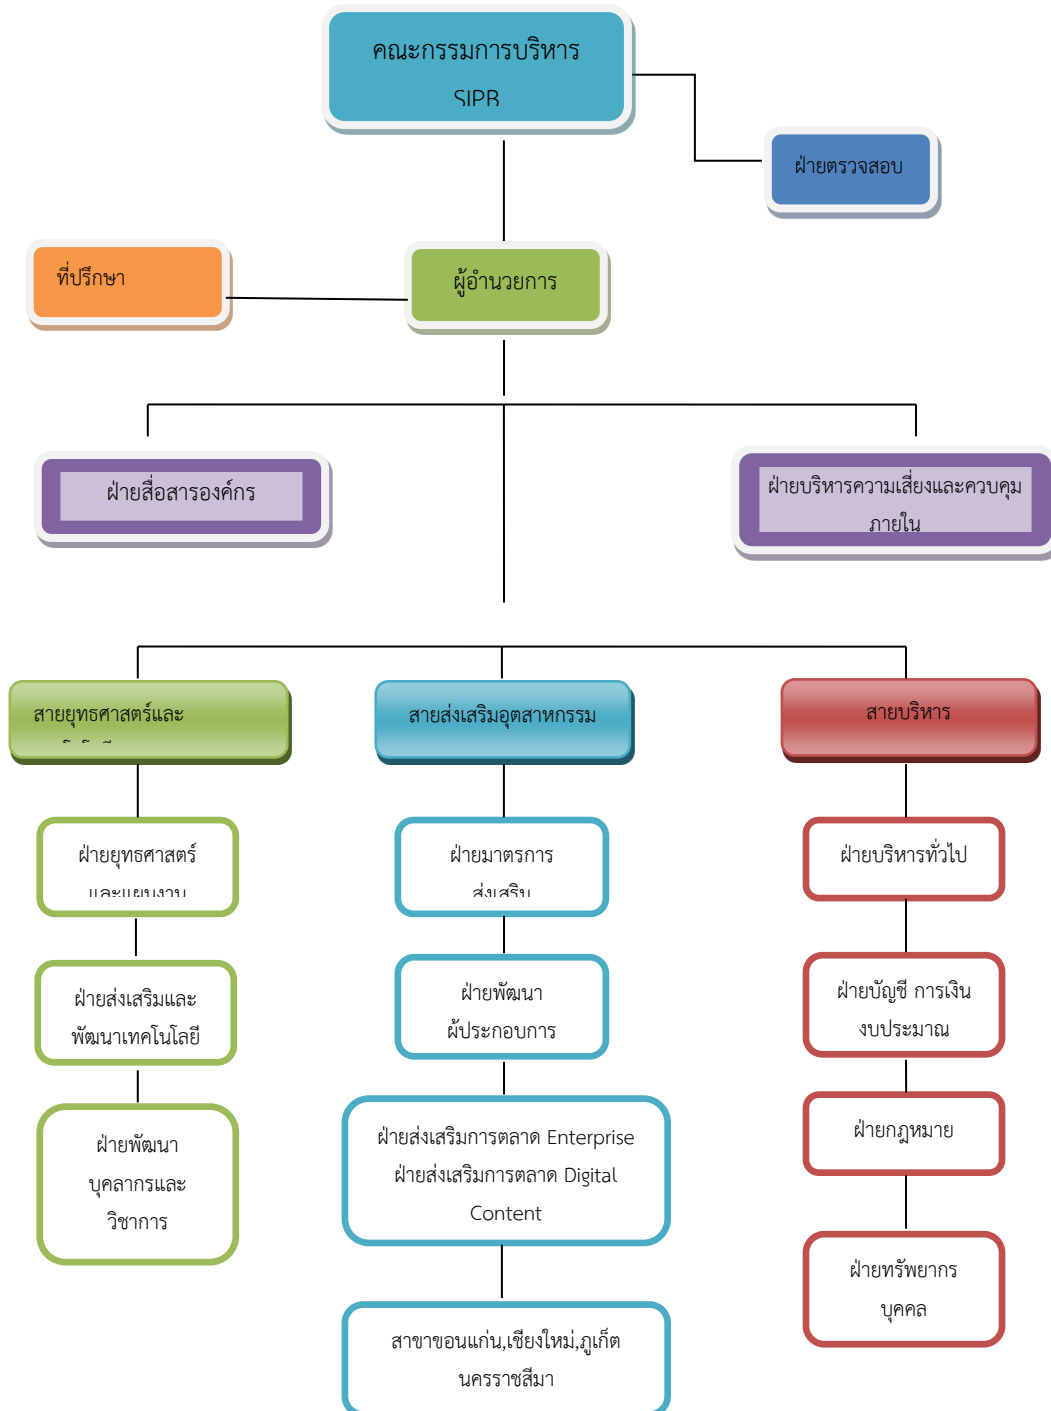 คณะกรรมการบริหาร
SIPB
ฝ่ายตรวจสอบ
ที่ปรึกษา
ผู้อำนวยการ
ฝ่ายสื่อสารองค์กร
ฝ่ายบริหารความเสี่ยงและควบคุม
ภายใน
สายยุทธศาสตร์และ
สายส่งเสริมอุตสาหกรรม
สายบริหาร
ฝ่ายยุทธศาสตร์
และแผนงาน
ฝ่ายมาตรการ
ส่งเสริม
ฝ่ายบริหารทั่วไป
ฝ่ายส่งเสริมและ
พัฒนาเทคโนโลยี
ฝ่ายพัฒนา
ผู้ประกอบการ
ฝ่ายบัญชี การเงิน
งบประมาณ
ฝ่ายพัฒนา
บุคลากรและ
วิชาการ
ฝ่ายส่งเสริมการตลาด Enterprise
ฝ่ายส่งเสริมการตลาด Digital
Content
ฝ่ายกฎหมาย
ฝ่ายทรัพยากร
บุคคล
สาขาขอนแก่น,เชียงใหม่,ภูเก็ต
นครราชสีมา